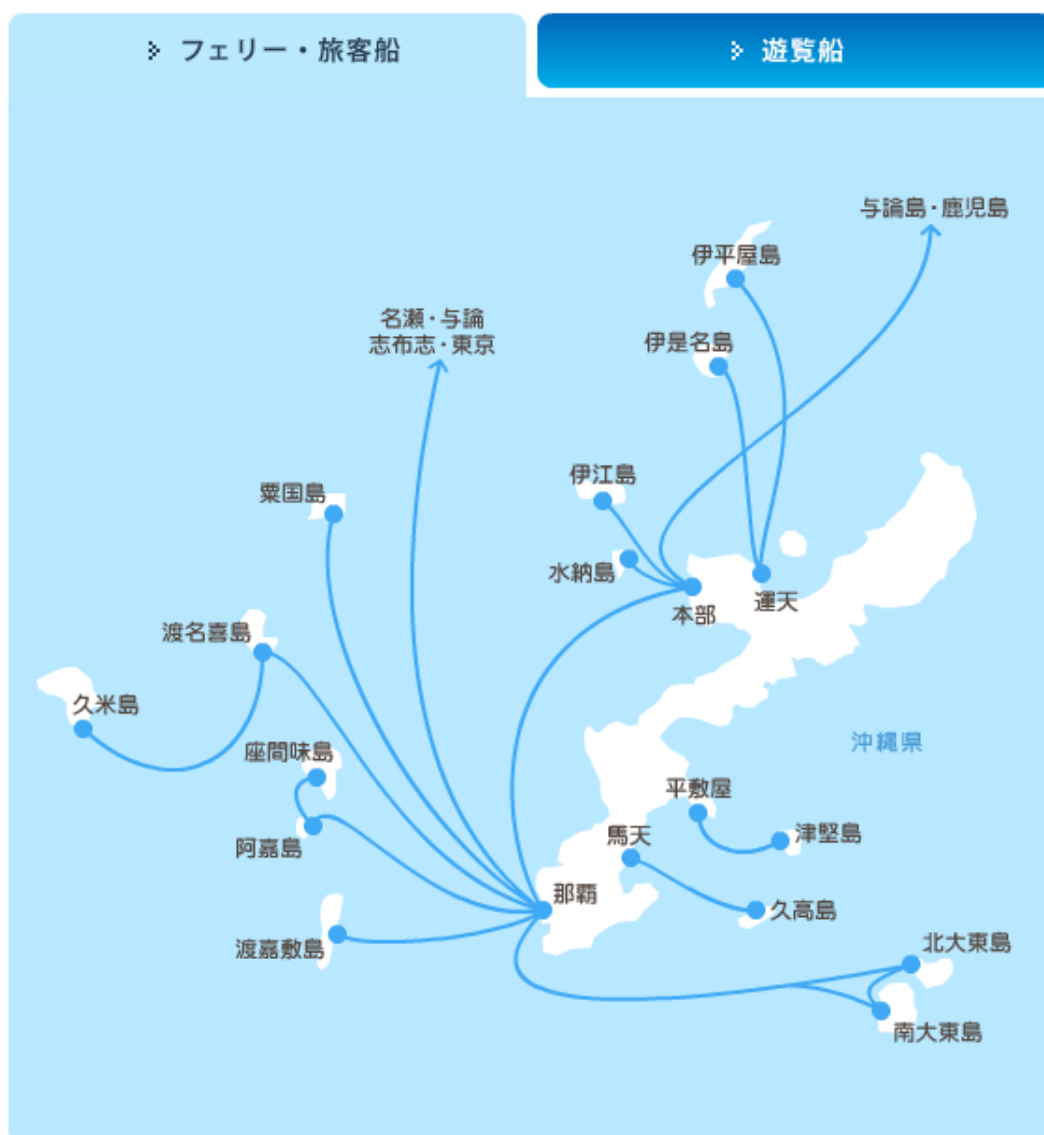 フェリー・旅客船
遊覧船
与論島・鹿児島
伊平屋島
名瀬・与論
志布志・東京
伊是名島
伊江島
粟国島
水納島
運天
本部
渡名喜島
久米島
沖縄県
座間味島
平敷屋
津堅島
馬天
阿嘉島
那覇
久高島
渡嘉敷島
北大東島
南大東島